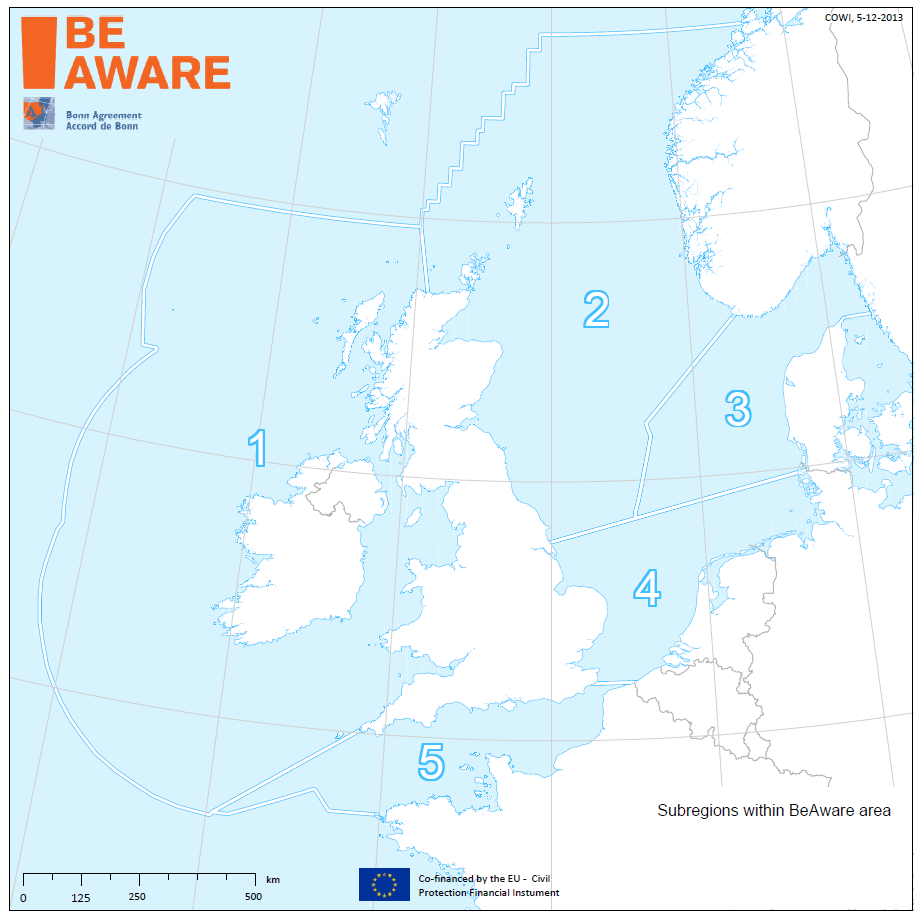 BE
AWARE
Bonn Agreement
Accord de Bonn
COWI, 5-12-2013
1
2
3
4
5
Subregions within BeAware area
0 125 250 500 km
Co-financed by the EU - Civil
Protection Financial Instument